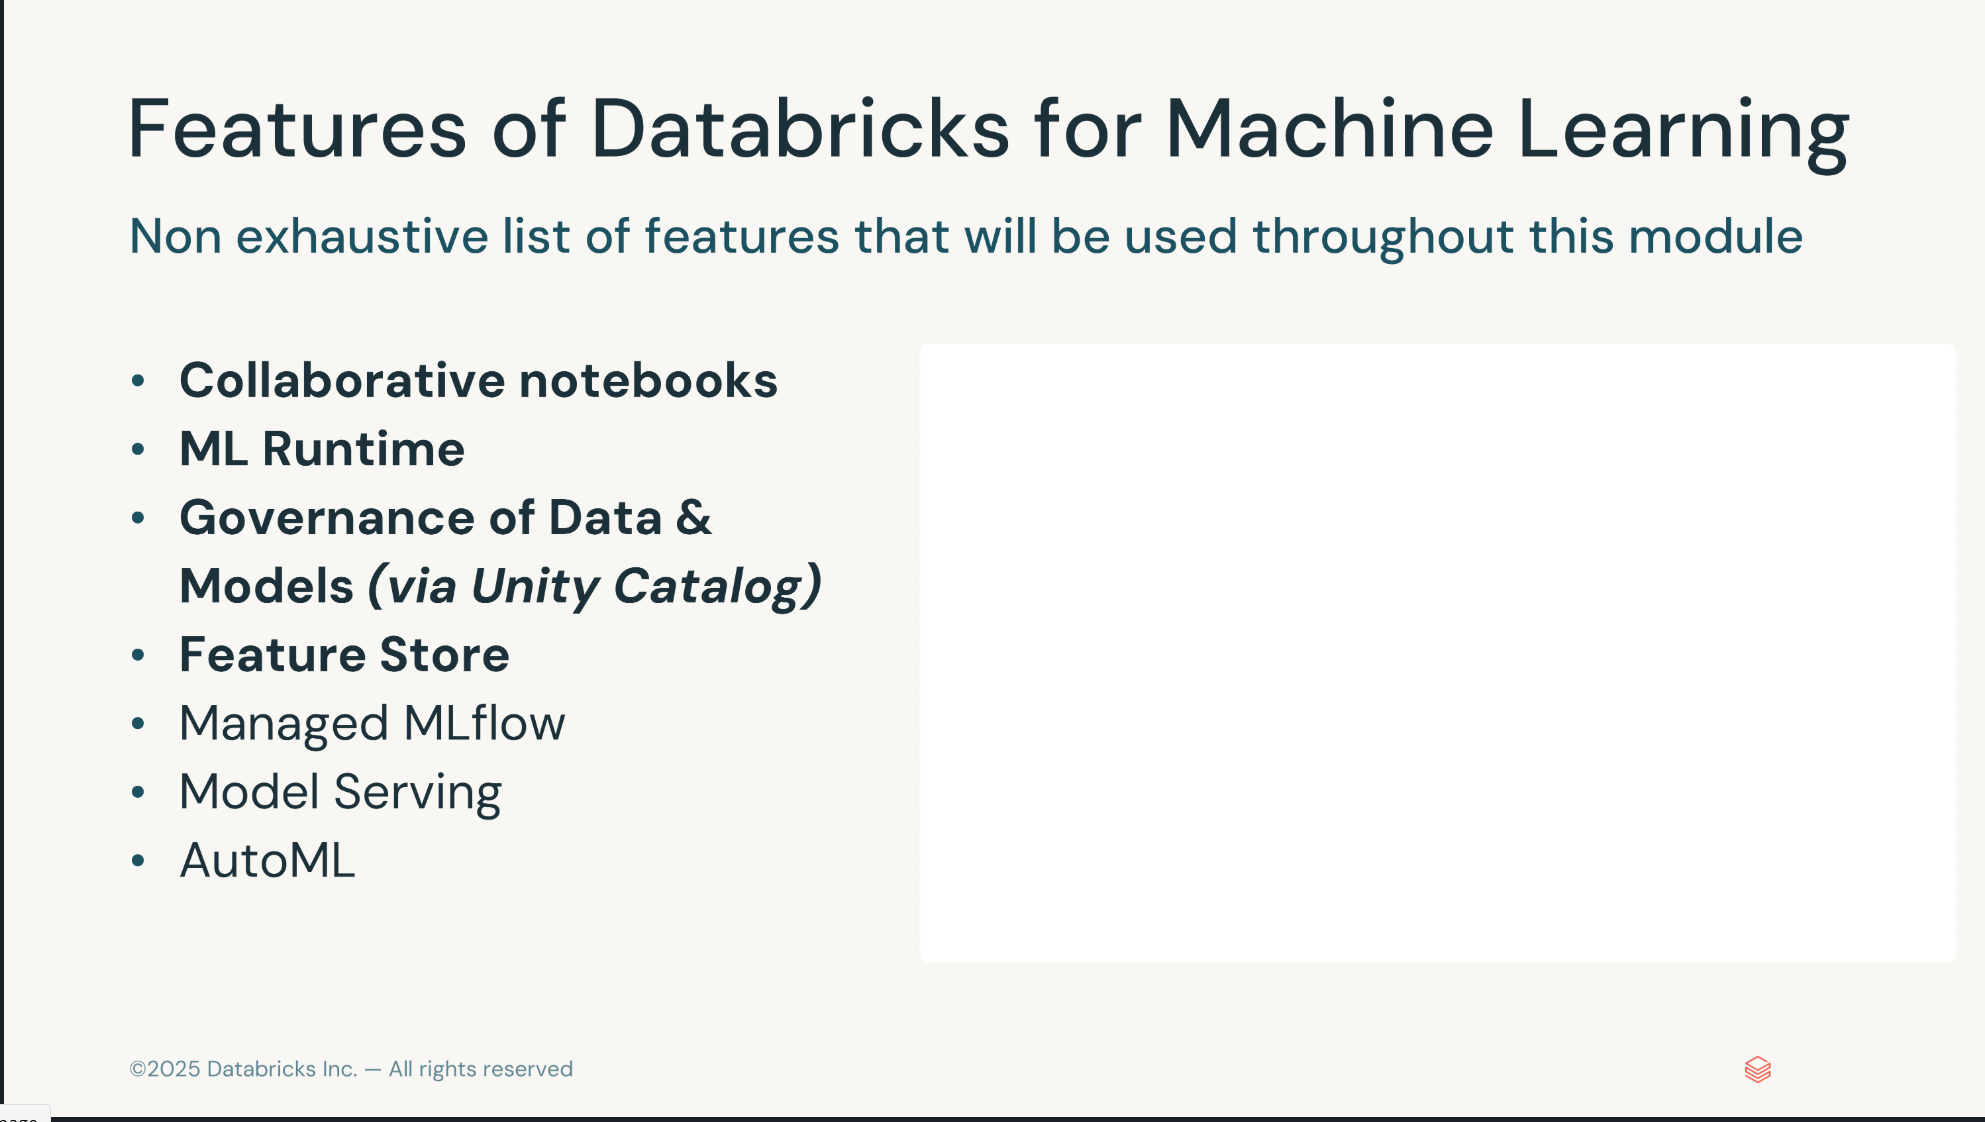 Features of Databricks for Machine Learning
Non exhaustive list of features that will be used throughout this module
• Collaborative notebooks
• ML Runtime
• Governance of Data &
Models (via Unity Catalog)
• Feature Store
• Managed MLflow
• Model Serving
• AutoML
©2025 Databricks Inc. — All rights reserved